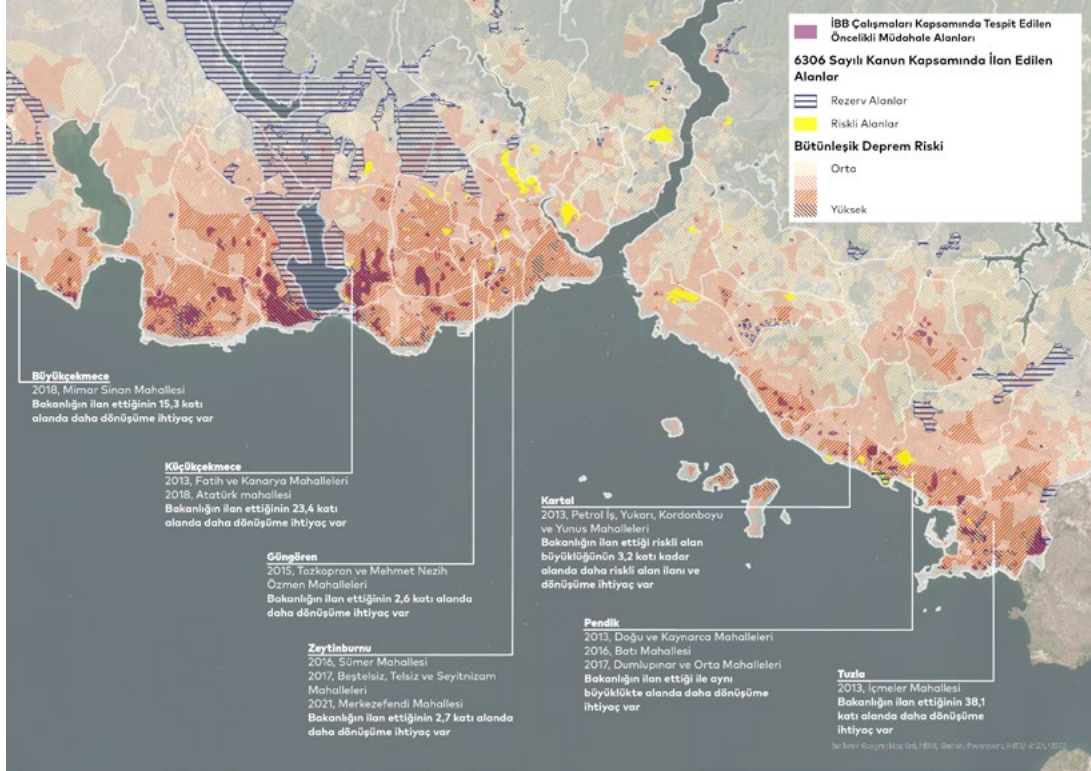 İBB Çalışmaları Kapsamında Tespit Edilen
Öncelikli Müdahale Alanları
6306 Sayılı Kanun Kapsamında İlan Edilen
Alanlar
Rezerv Alanlar
Riskli Alanlar
Bütünleşik Deprem Riski
Orta
Yüksek
Büyükçekmece
2018, Mimar Sinan Mahallesi
Bakanlığın ilan ettiğinin 15,3 katı
alanda daha dönüşüme ihtiyaç var
Küçükçekmece
2013, Fatih ve Kanarya Mahalleleri
2018, Atatürk mahallesi
Bakanlığın ilan ettiğinin 23,4 katı
alanda daha dönüşüme ihtiyaç var
Güngören
2015, Tozkopran ve Mehmet Nezih
Özmen Mahalleleri
Bakanlığın ilan ettiğinin 2,6 katı alanda
daha dönüşüme ihtiyaç var
Zeytinburnu
2016, Sümer Mahallesi
2017, Beştelsiz, Telsiz ve Seyitnizam
Mahalleleri
2021, Merkezefendi Mahallesi
Bakanlığın ilan ettiğinin 2,7 katı alanda
daha dönüşüme ihtiyaç var
Kartal
2013, Petrol İş, Yukarı, Kordonboyu
ve Yunus Mahalleleri
Bakanlığın ilan ettiği riskli alan
büyüklüğünün 3,2 katı kadar
alanda daha riskli alan ilanı ve
dönüşüme ihtiyaç var
Pendik
2013, Doğu ve Kaynarca Mahalleleri
2016, Batı Mahallesi
2017, Dumlupınar ve Orta Mahalleleri
Bakanlığın ilan ettiği ile aynı
büyüklükte alanda daha dönüşüme
ihtiyaç var
Tuzla
2013, İçmeler Mahallesi
Bakanlığın ilan ettiğinin 38,1
katı alanda daha dönüşüme
ihtiyaç var